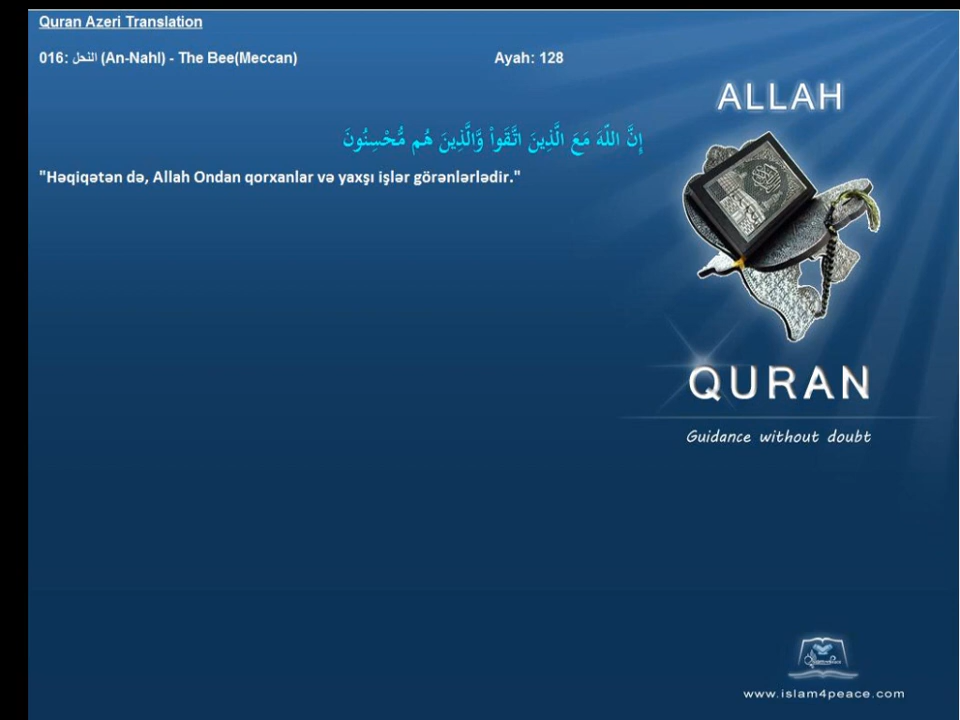 Quran Azeri Translation
016: النحل (An-Nahl) - The Bee(Meccan) Ayah: 128
ALLAH
إِنَّ اللّهَ مَعَ الَّذِينَ اتَّقَواْ وَّالَّذِينَ هُم مُّحْسِنُونَ
"Həqiqətən də, Allah Ondan qorxanlar və yaxşı işlər görənlərlədir."
QURAN
Guidance without doubt
www.islam4peace.com